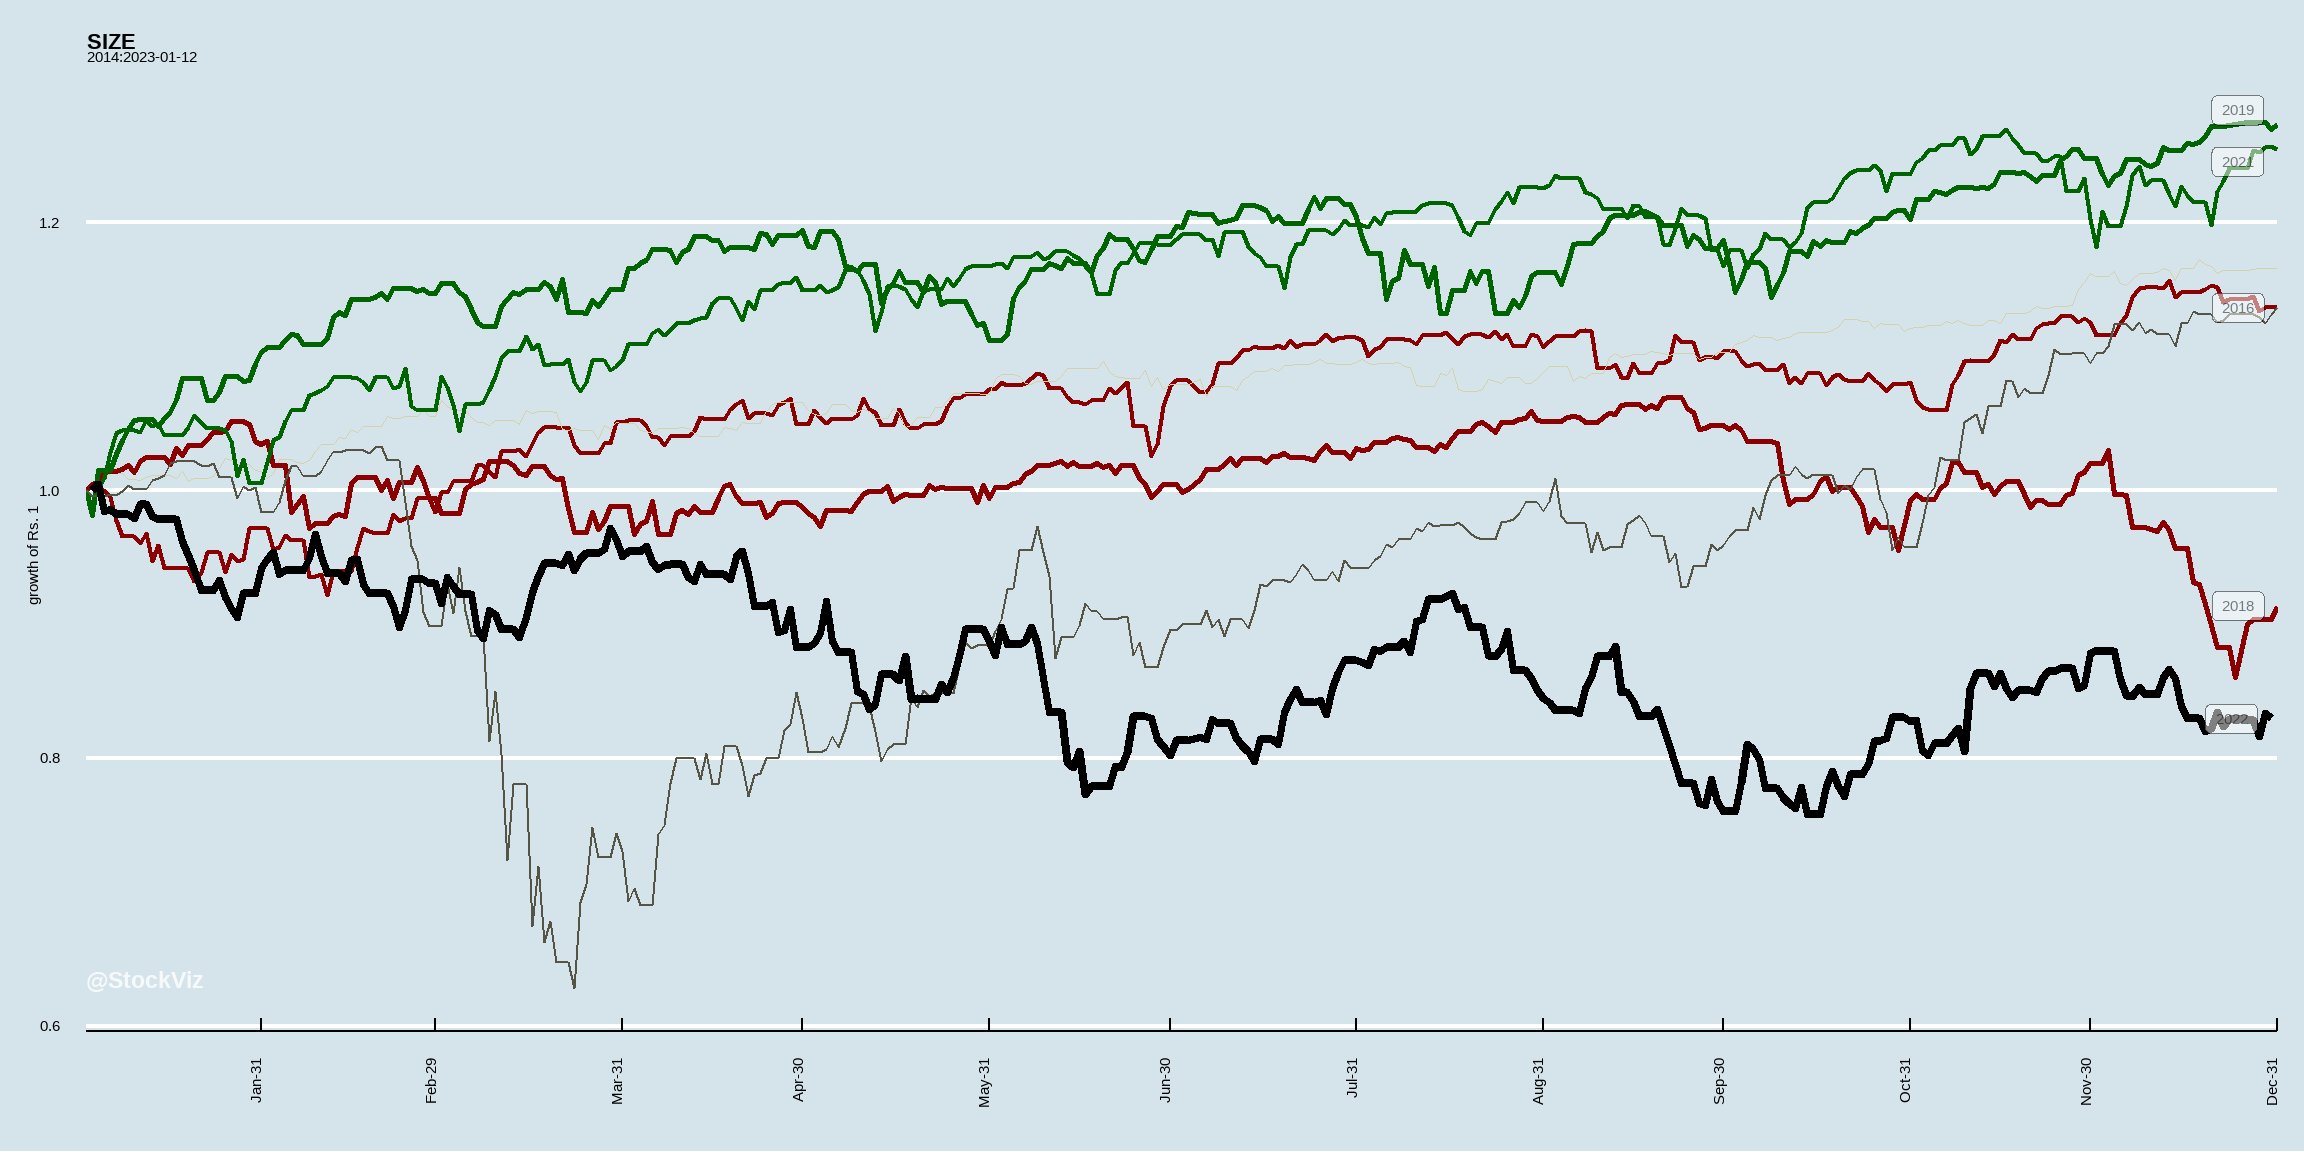 SIZE
2014:2023-01-12
2019
2021
1.2
2016
1.0
growth of Rs. 1
2018
2022
0.8
@StockViz
0.6
Jan-31
Feb-29
Mar-31
Apr-30
May-31
Jun-30
Jul-31
Aug-31
Sep-30
Oct-31
Nov-30
Dec-31